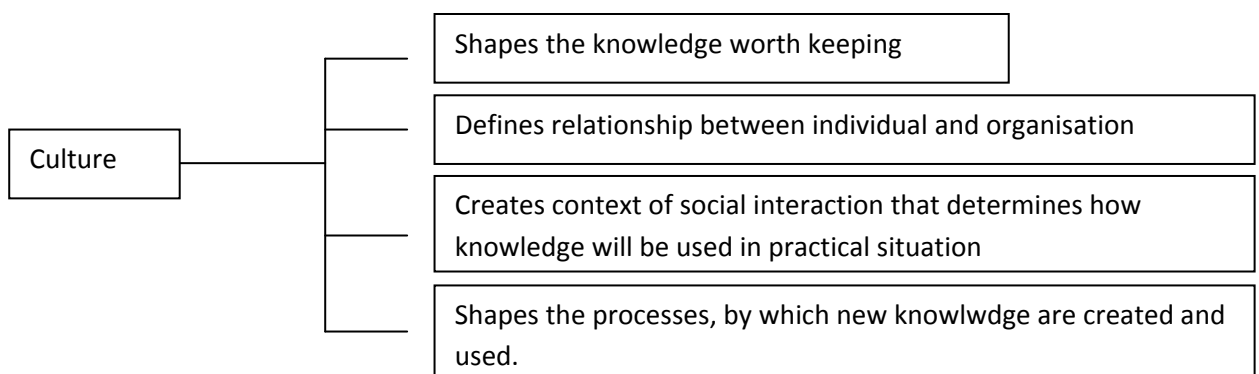 Shapes the knowledge worth keeping
Defines relationship between individual and organisation
Culture
Creates context of social interaction that determines how
knowledge will be used in practical situation
Shapes the processes, by which new knowlwdge are created and
used.